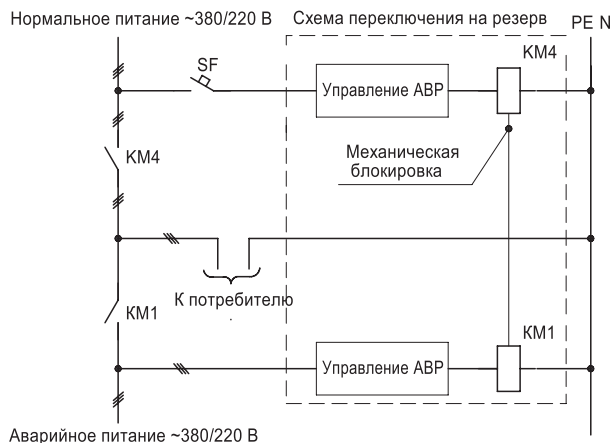 Нормальное питание ~380/220 В
Схема переключения на резерв
PE N
SF
КМ4
Управление АВР
КМ4
Механическая
блокировка
К потребителю
КМ1
КМ1
Управление АВР
Аварийное питание ~380/220 В